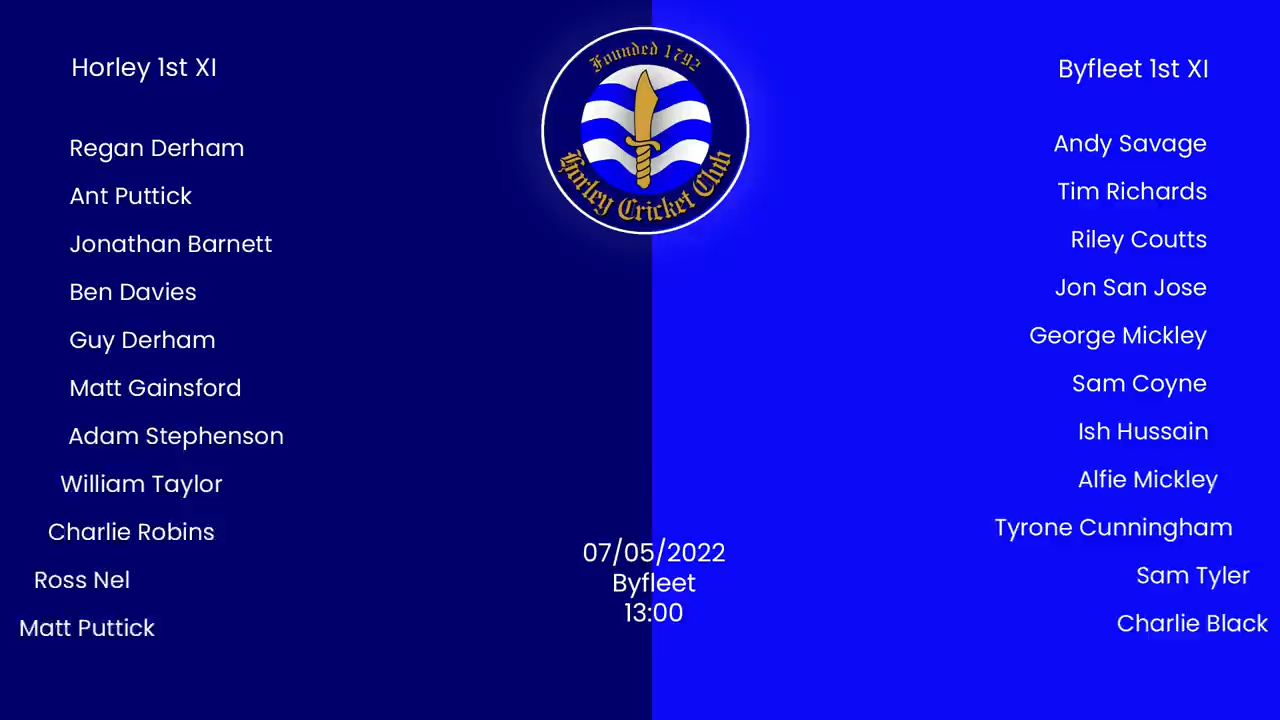 Founded 1792
Horley Cricket Club
Horley 1st XI
Regan Derham
Ant Puttick
Jonathan Barnett
Ben Davies
Guy Derham
Matt Gainsford
Adam Stephenson
William Taylor
Charlie Robins
Ross Nel
Matt Puttick
Byfleet 1st XI
Andy Savage
Tim Richards
Riley Coutts
Jon San Jose
George Mickley
Sam Coyne
Ish Hussain
Alfie Mickley
Tyrone Cunningham
Sam Tyler
Charlie Black
07/05/2022
Byfleet
13:00